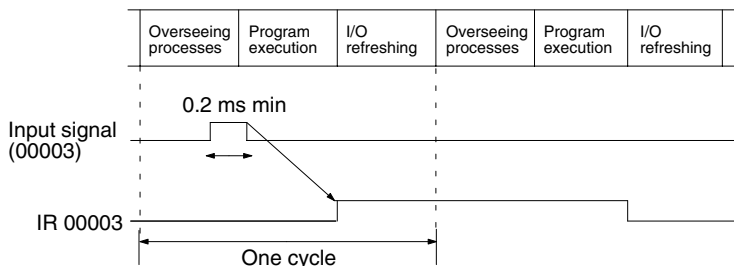 Overseeing
processes
Program
execution
I/O
refreshing
Overseeing
processes
Program
execution
I/O
refreshing
0.2 ms min
Input signal
(00003)
IR 00003
One cycle